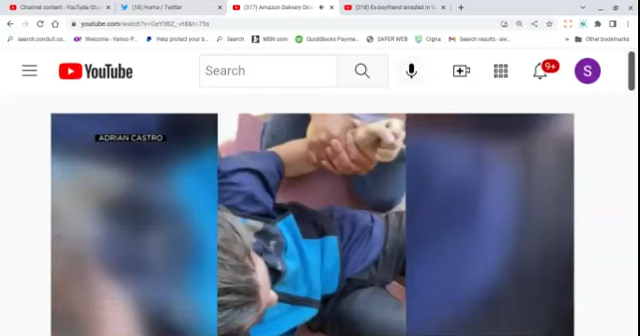 Channel content - YouTube Stu
(18) Home / Twitter
(317) Amazon Delivery Driv
(318) Ex-boyfriend arrested in
youtube.com/watch?v=
search.conduit.co...
Welcome - Yahoo
Help protect your b...
Search
MSN.com
QuickBooks Payme...
SAFER WEB
Cigna
Search results
Other bookmarks
YouTube
Search
9+
S
ADRIAN CASTRO